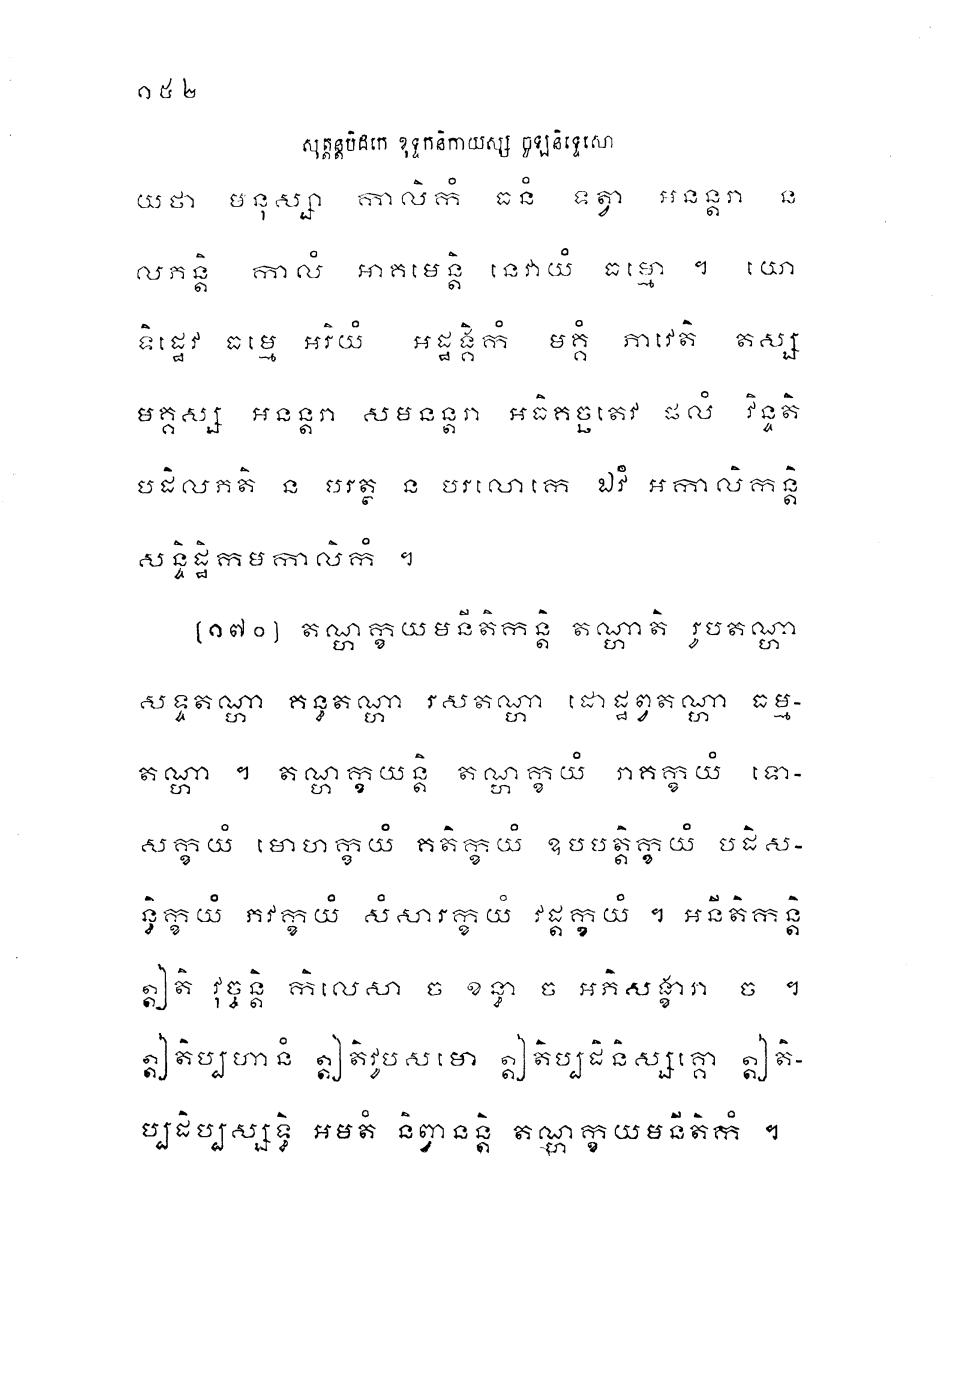 ១៥២
សុត្តន្តបិដកេ ខុទ្ទកនិកាយស្ស ចូឡនិទ្ទេសោ
យថា មនុស្សា កាលិកំ ធនំ ទត្វា អនន្តរា ន
លភន្តិ កាលំ អាគមេន្តិ នេវាយំ ធម្មោ ។ យោ
ទិដ្ឋេវ ធម្មេ អរិយំ អដ្ឋង្គិកំ មគ្គំ ភាវេតិ តស្ស
មគ្គស្ស អនន្តរា សមនន្តរា អធិគច្ឆតេវ ផលំ វិន្ទតិ
បដិលភតិ ន បរត្ថ ន បរលោកេ ឯវំ អកាលិកន្តិ
សន្ទិដ្ឋិកមកាលិកំ ។
(១៧០) តណ្ហក្ខយមនីតិកន្តិ តណ្ហាតិ រូបតណ្ហា
សទ្ទតណ្ហា គន្ធតណ្ហា រសតណ្ហា ផោដ្ឋព្វតណ្ហា ធម្ម-
តណ្ហា ។ តណ្ហក្ខយន្តិ តណ្ហក្ខយំ រាគក្ខយំ ទោ-
សក្ខយំ មោហក្ខយំ គតិក្ខយំ ឧបបត្តិក្ខយំ បដិស-
ន្ធិក្ខយំ ភវក្ខយំ សំសារក្ខយំ វដ្តក្ខយំ ។ អនីតិកន្តិ
ឦតិ វុច្ចន្តិ កិលេសា ច ខន្ធា ច អភិសង្ខារា ច ។
ឦតិប្បហានំ ឦតិវូបសមោ ឦតិប្បដិនិស្សគ្គោ ឦតិ-
ប្បដិប្បស្សទ្ធិ អមតំ និព្វានន្តិ តណ្ហក្ខយមនីតិកំ ។